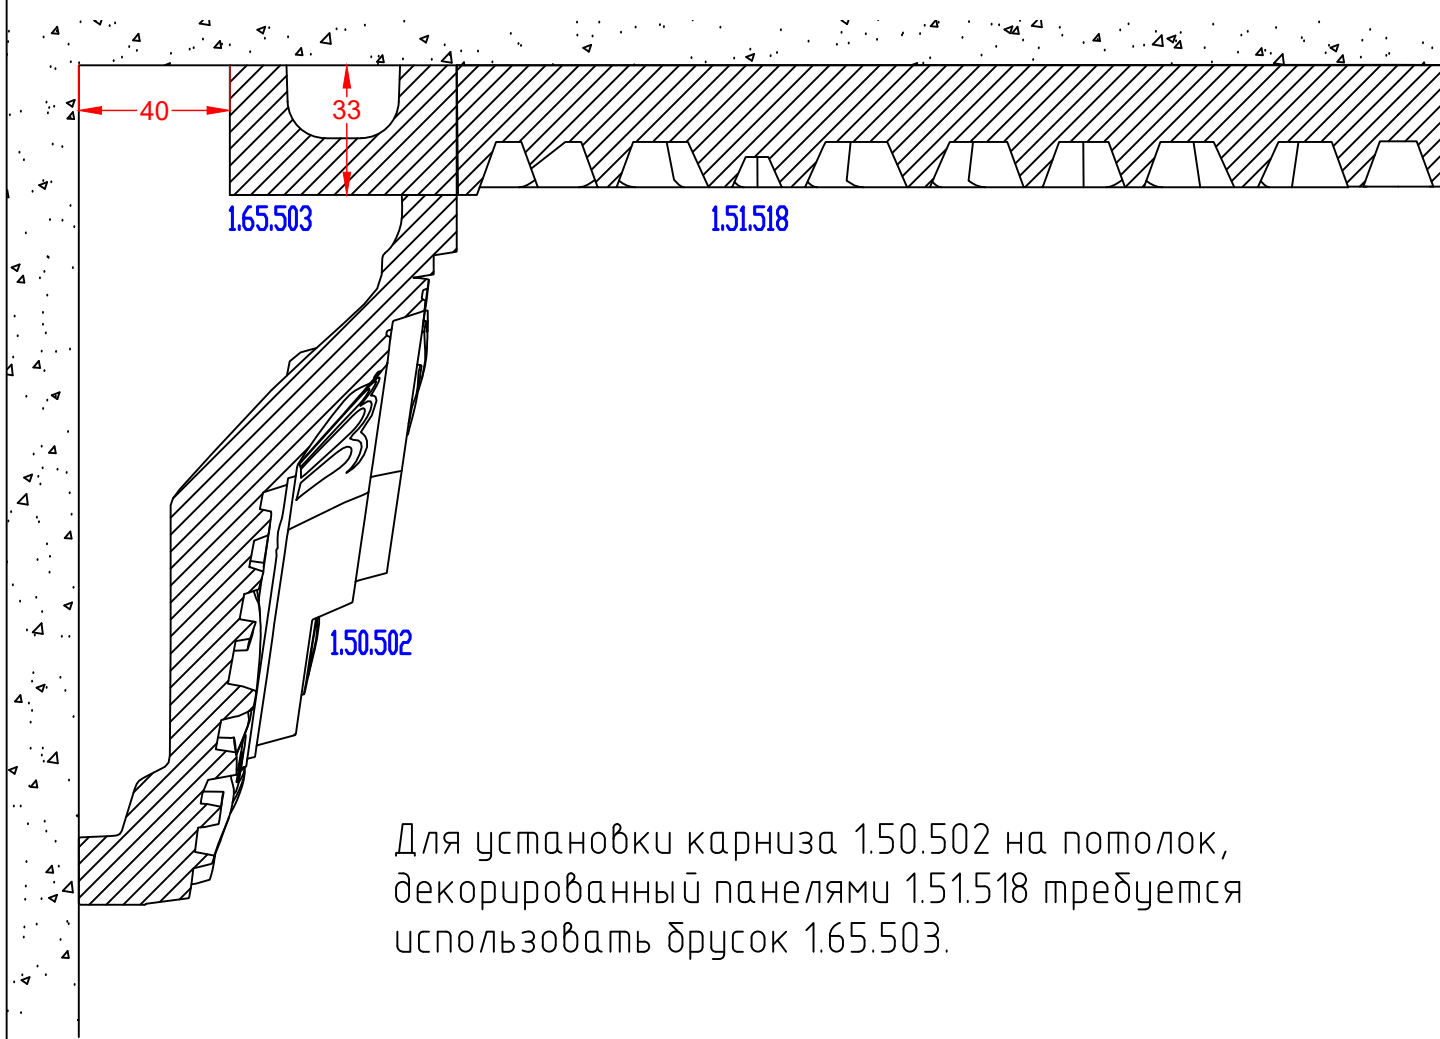 40
33
1.65.503
1.51.518
1.50.502
Для установки карниза 1.50.502 на потолок,
декорированный панелями 1.51.518 требуется
использовать брусок 1.65.503.